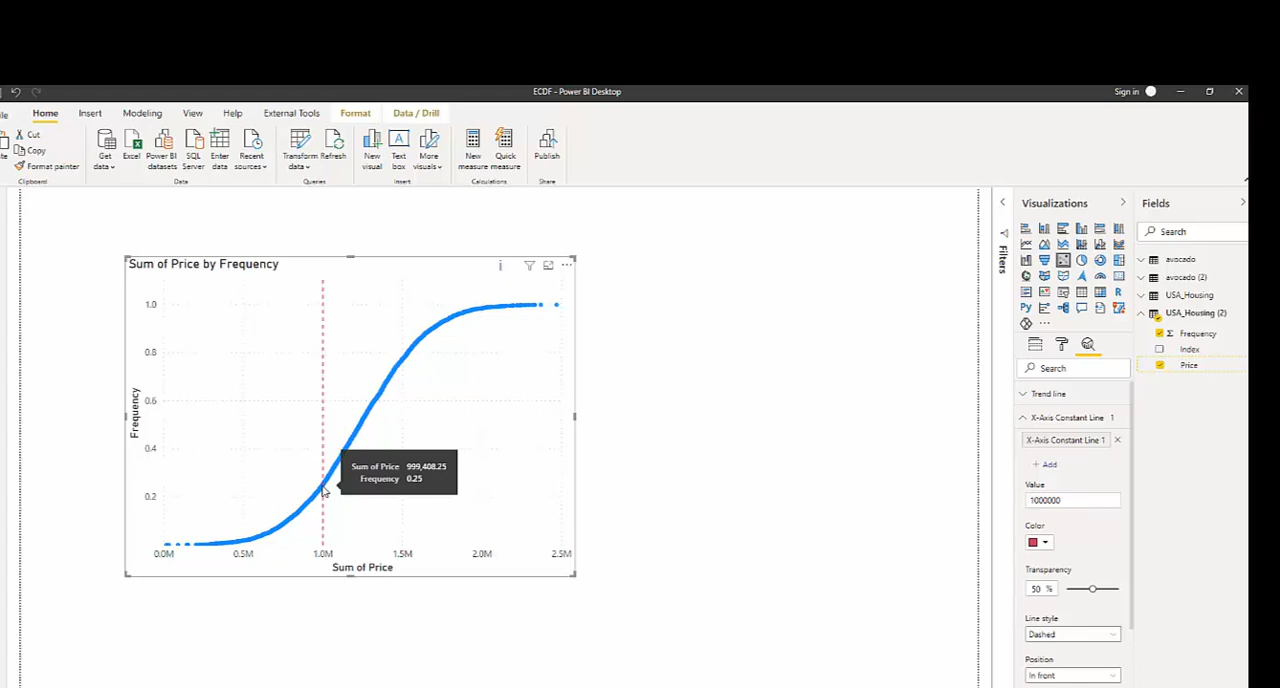 ECDF - Power BI Desktop
Sign in
Home Insert Modeling View Help External Tools Format Data / Drill
Cut
Copy
Format painter
Clipboard
Get data
Excel
Power BI datasets
SQL Server
Enter data
Recent sources
Data
Transform data
Refresh
Queries
New visual
Text box
More visuals
Insert
New measure
Quick measure
Calculations
Publish
Share
Sum of Price by Frequency
1.0
0.8
0.6
0.4
0.2
Frequency
Sum of Price 999,408.25
Frequency 0.25
0.0M 0.5M 1.0M 1.5M 2.0M 2.5M
Sum of Price
Filters
Visualizations
Search
Trend line
X-Axis Constant Line 1
X-Axis Constant Line 1
Add
Value
1000000
Color
Transparency
50 %
Line style
Dashed
Position
In front
Fields
Search
avocado
avocado (2)
USA_Housing
USA_Housing (2)
Frequency
Index
Price